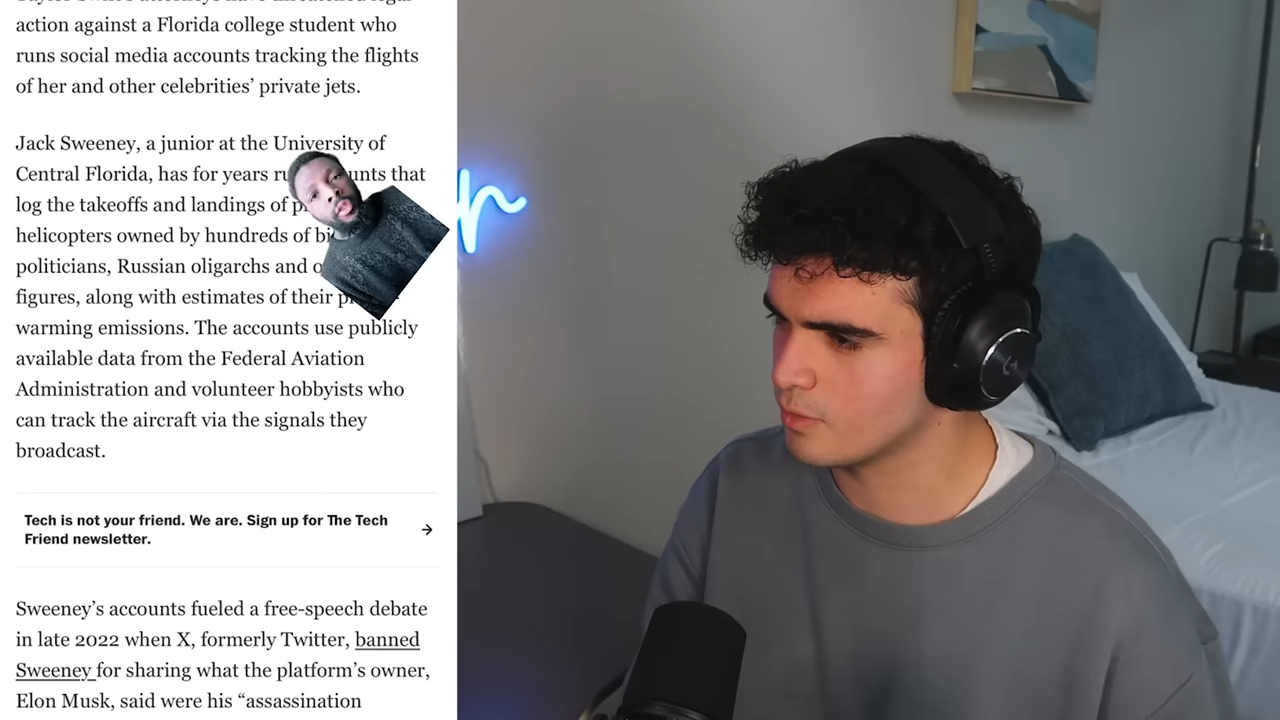 action against a Florida college student who
runs social media accounts tracking the flights
of her and other celebrities’ private jets.
Jack Sweeney, a junior at the University of
Central Florida, has for years that
log the takeoffs and landings of
helicopters owned by hundreds of
politicians, Russian oligarchs and
figures, along with estimates of their
warming emissions. The accounts use publicly
available data from the Federal Aviation
Administration and volunteer hobbyists who
can track the aircraft via the signals they
broadcast.
Tech is not your friend. We are. Sign up for The Tech
Friend newsletter.
Sweeney’s accounts fueled a free-speech debate
in late 2022 when X, formerly Twitter, banned
Sweeney for sharing what the platform’s owner,
Elon Musk, said were his “assassination